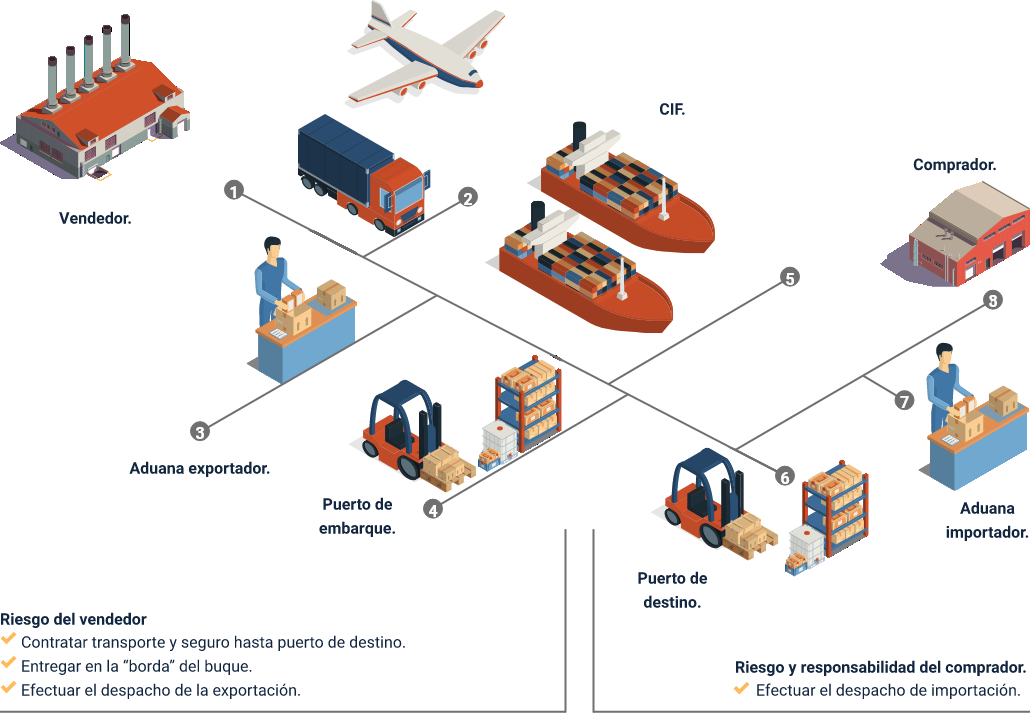 CIF.
Comprador.
1
2
Vendedor.
5
8
7
3
Aduana exportador.
6
Puerto de
embarque.
4
Aduana
importador.
Puerto de
destino.
Riesgo del vendedor
Contratar transporte y seguro hasta puerto de destino.
Entregar en la “borda” del buque.
Efectuar el despacho de la exportación.
Riesgo y responsabilidad del comprador.
Efectuar el despacho de importación.